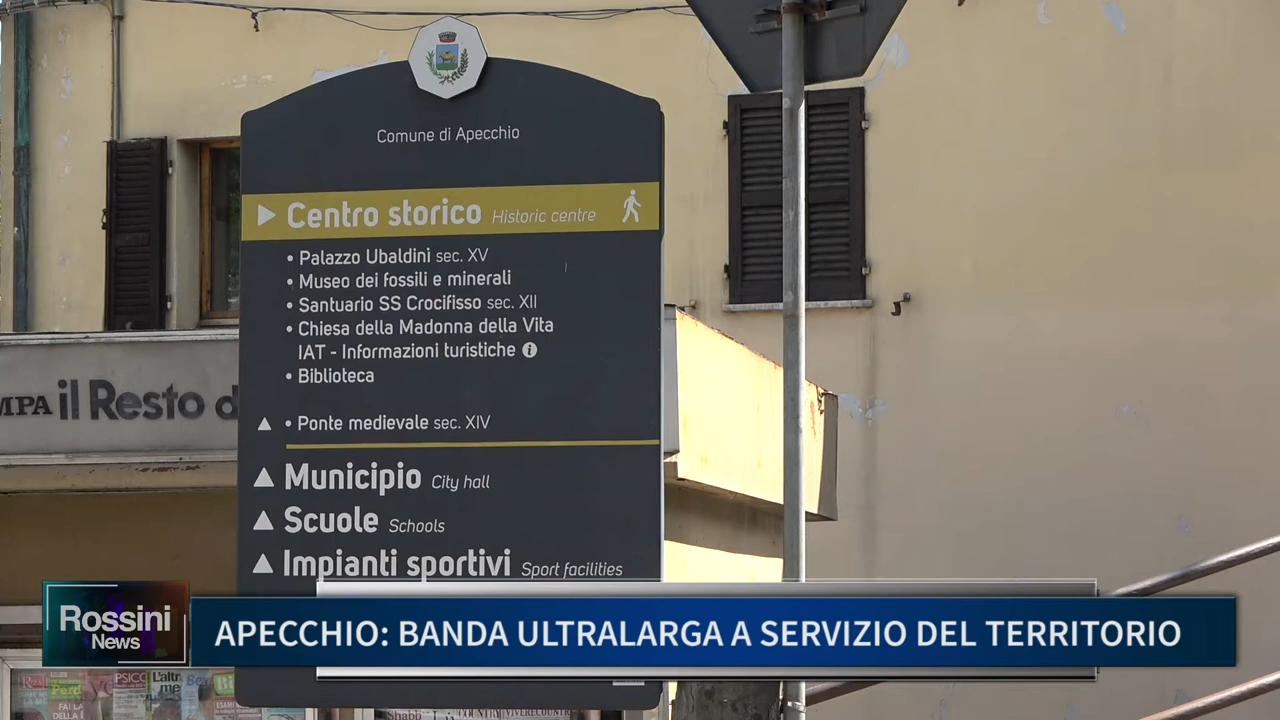 Comune di Apecchio
Centro storico Historic centre
• Palazzo Ubaldini sec. XV
• Museo dei fossili e minerali
• Santuario SS Crocifisso sec. XII
• Chiesa della Madonna della Vita
IAT - Informazioni turistiche i
• Biblioteca
• Ponte medievale sec. XIV
Municipio City hall
Scuole Schools
Impianti sportivi Sport facilities
MPA il Resto d
Rossini
News
APECCHIO: BANDA ULTRALARGA A SERVIZIO DEL TERRITORIO